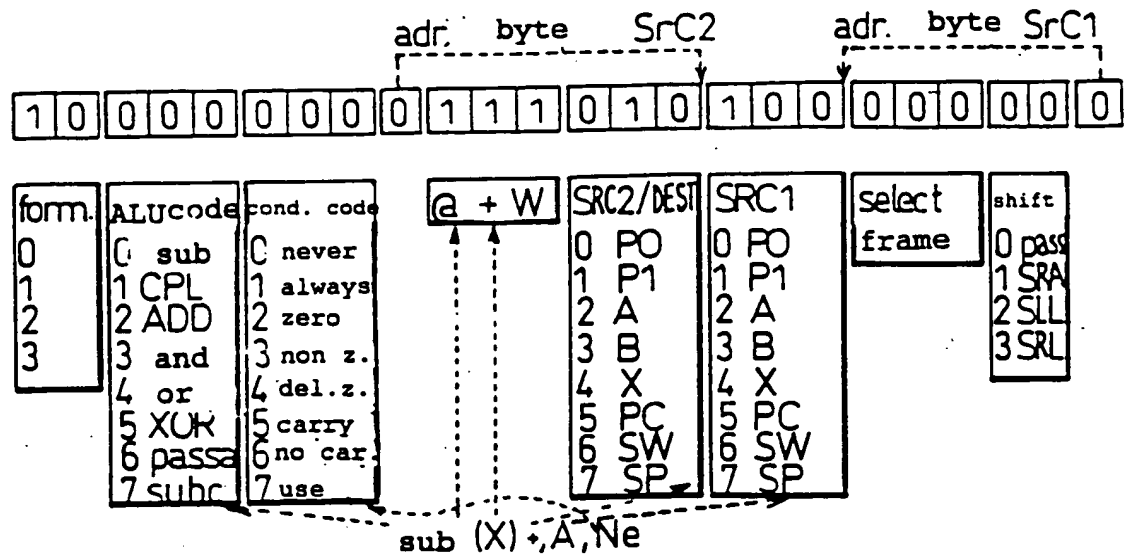 adr. byte SrC2 adr. byte SrC1
1 0 0 0 0 0 0 0 0 1 1 1 0 1 0 1 0 0 0 0 0 0 0 0
form. ALUcode cond. code @ + W SRC2/DEST SRC1 select shift
frame
0 0 sub 0 never 0 PO 0 PO 0 pass
1 1 CPL 1 always 1 P1 1 P1 1 SRA
2 2 ADD 2 zero 2 A 2 A 2 SLL
3 3 and 3 non z. 3 B 3 B 3 SRL
4 or 4 del.z. 4 X 4 X
5 XOR 5 carry 5 PC 5 PC
6 passa 6 no car. 6 SW 6 SW
7 subc 7 use 7 SP 7 SP
sub (X)+,A,Ne